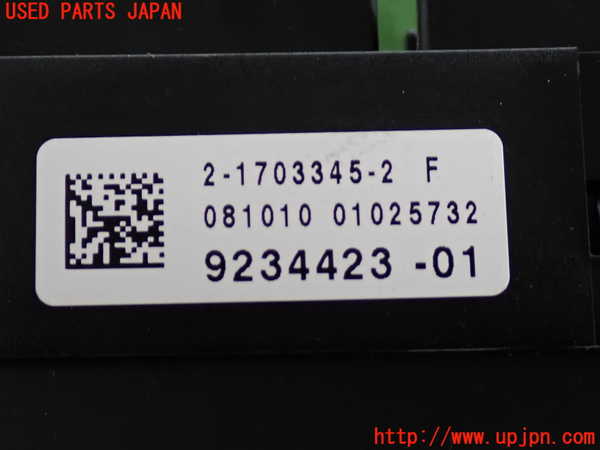 USED PARTS JAPAN
2-1703345-2 F
081010 01025732
9234423 -01
http://www.upjpn.com/